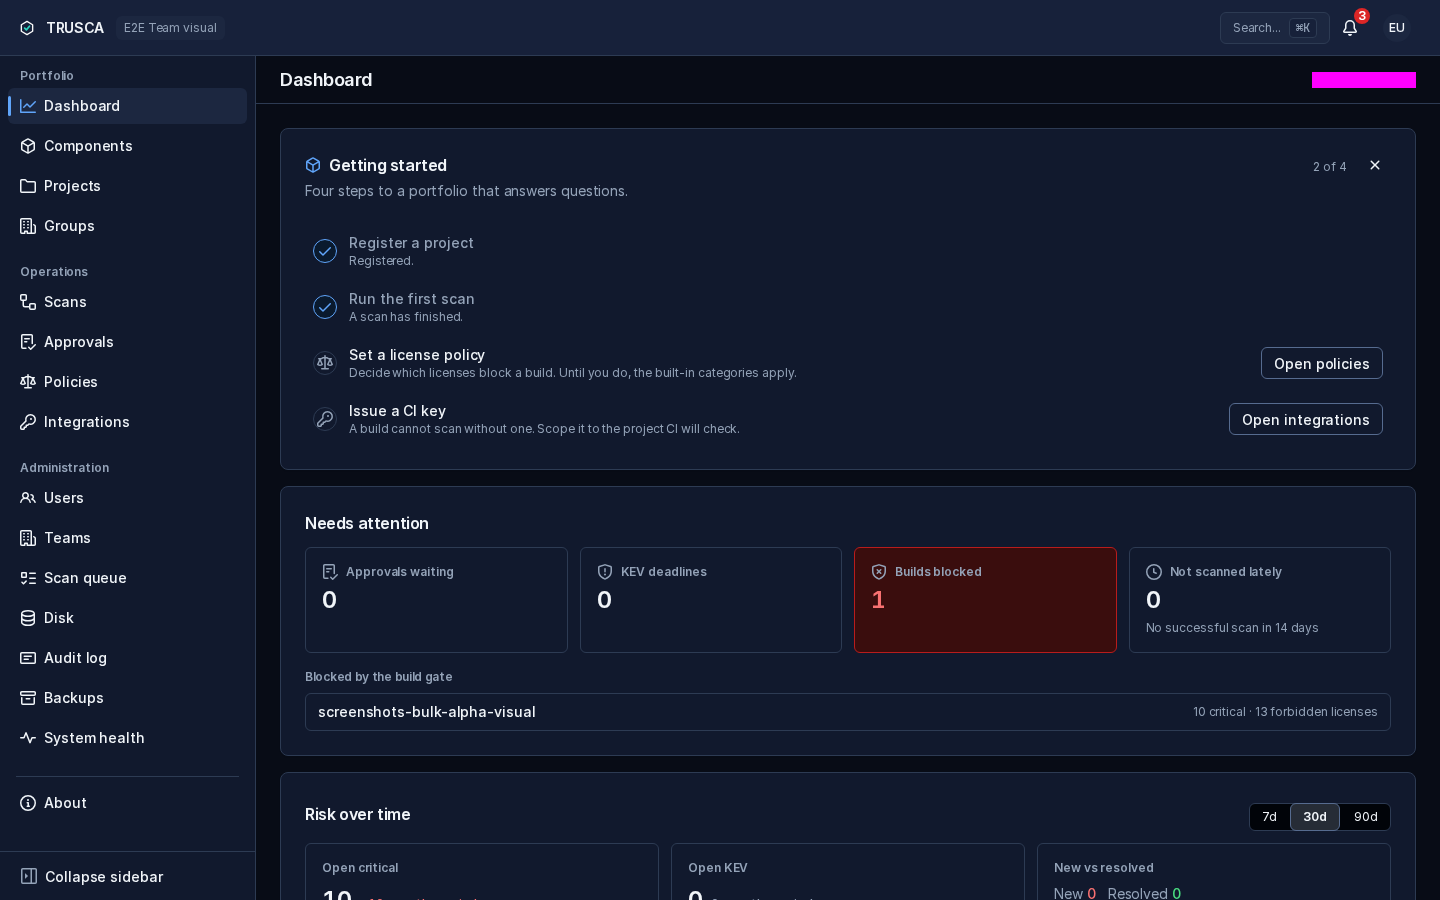 TRUSCA
E2E Team visual
Search...
⌘K
3
EU
Portfolio
Dashboard
Components
Projects
Groups
Operations
Scans
Approvals
Policies
Integrations
Administration
Users
Teams
Scan queue
Disk
Audit log
Backups
System health
About
Collapse sidebar
Dashboard
Getting started
2 of 4
Four steps to a portfolio that answers questions.
Register a project
Registered.
Run the first scan
A scan has finished.
Set a license policy
Decide which licenses block a build. Until you do, the built-in categories apply.
Open policies
Issue a CI key
A build cannot scan without one. Scope it to the project CI will check.
Open integrations
Needs attention
Approvals waiting
0
KEV deadlines
0
Builds blocked
1
Not scanned lately
0
No successful scan in 14 days
Blocked by the build gate
screenshots-bulk-alpha-visual
10 critical · 13 forbidden licenses
Risk over time
7d
30d
90d
Open critical
10
Open KEV
0
New vs resolved
New 0 Resolved 0